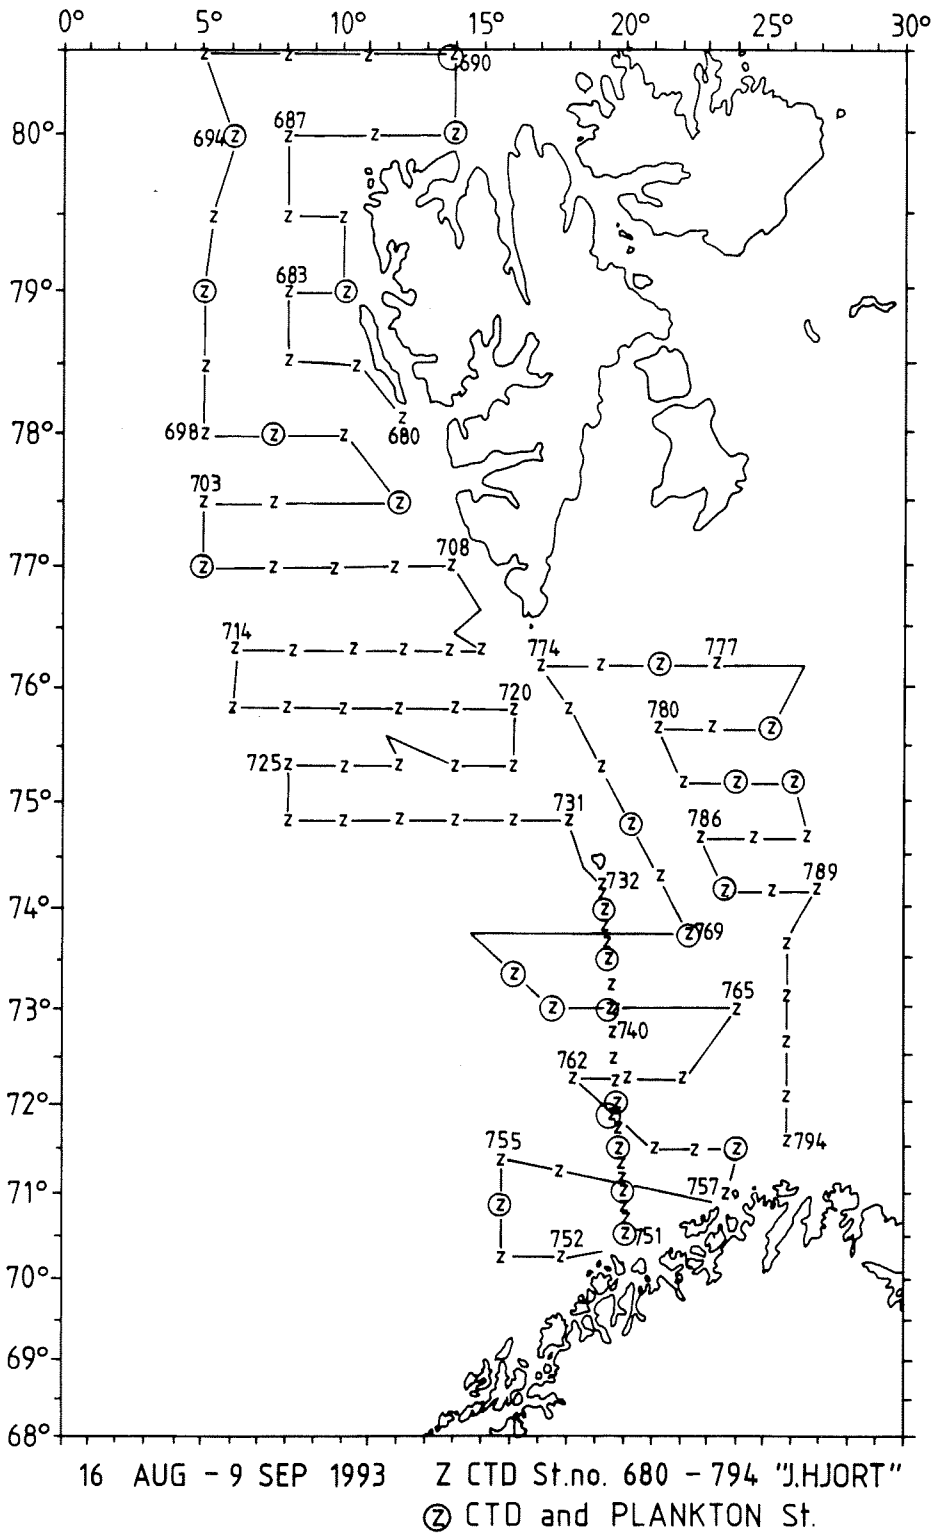 0° 5° 10° 15° 20° 25° 30°
690
80° 694 Z 687
79° 683
78° 698 680
703
77° 708
714 774 777
76° 720 780
725
75° 731 786
732 789
74° 769
73° 765
740
762
72° 755 794
71° 757
752 751
70°
69°
68°
16 AUG - 9 SEP 1993 Z CTD St.no. 680 - 794 "J.HJORT"
Ⓩ CTD and PLANKTON St.